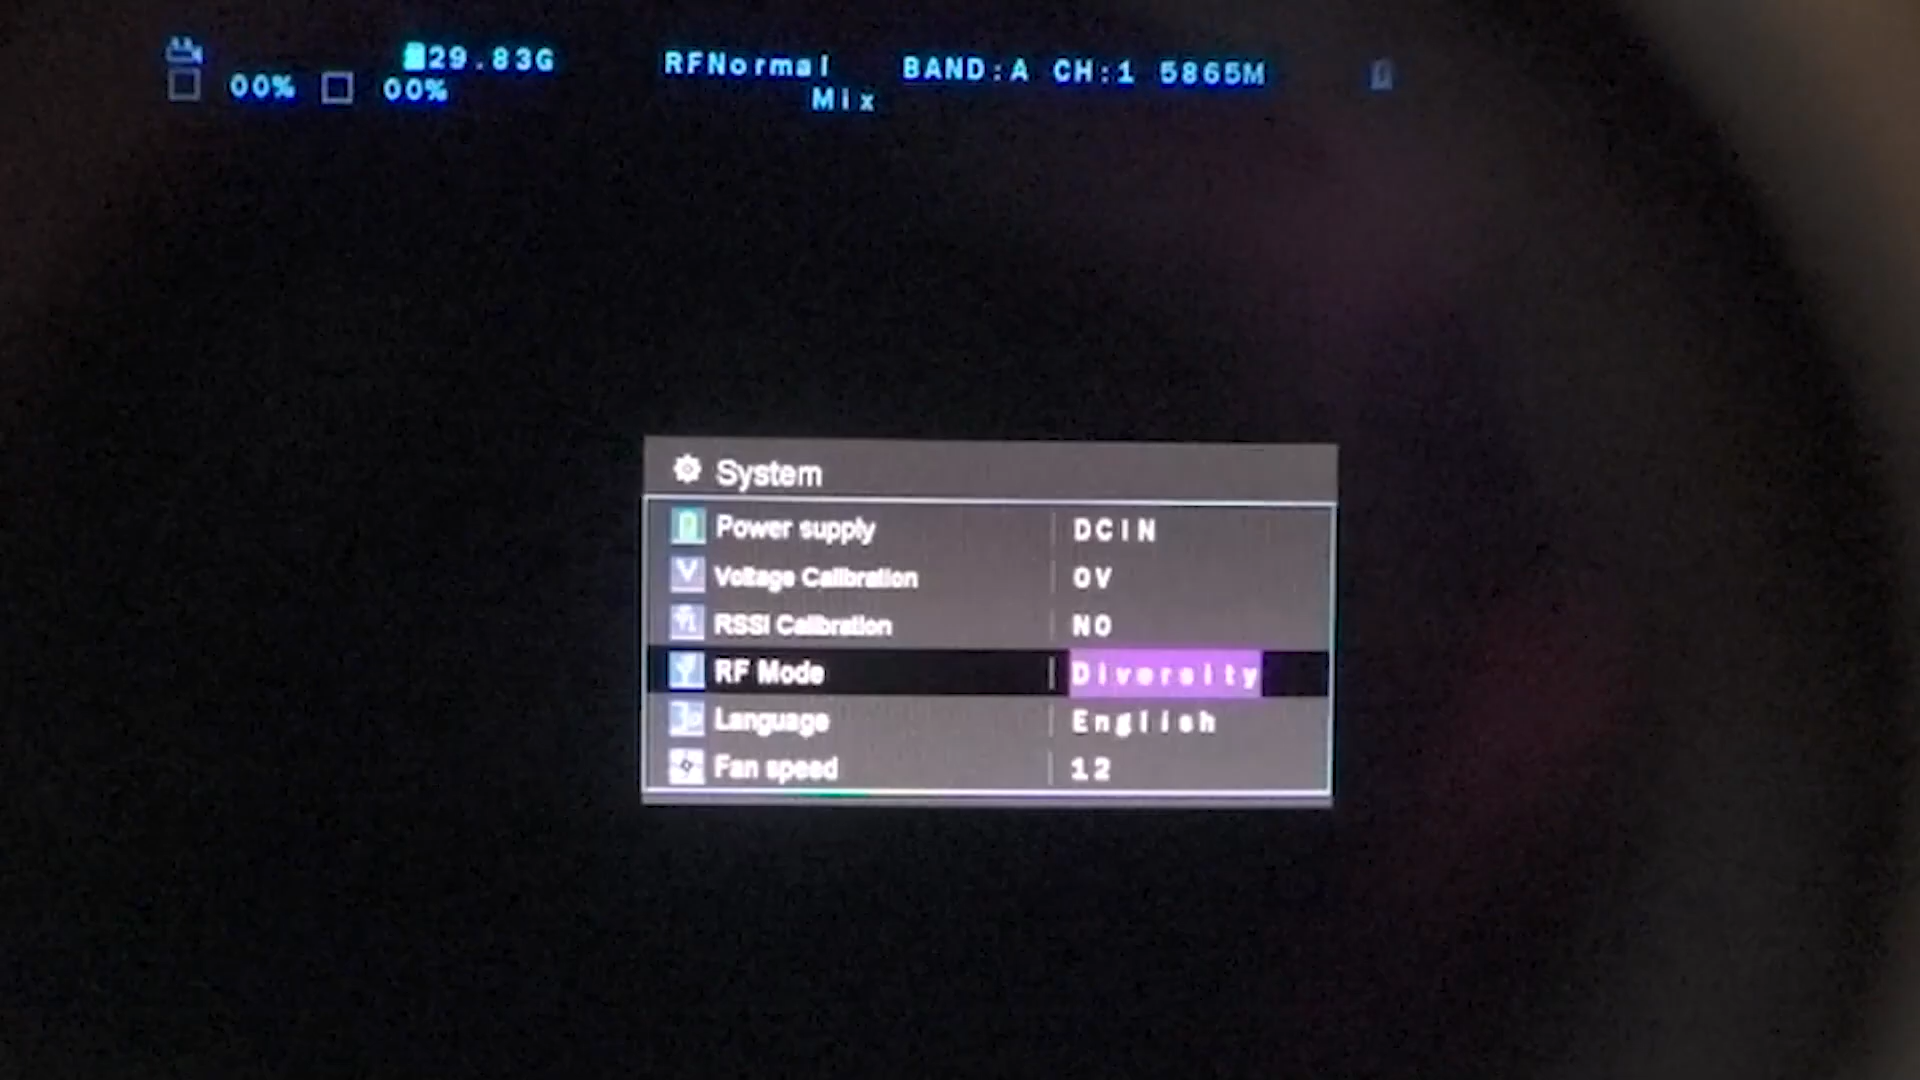 29.83G
00% 00%
RFNormal
Mix
BAND:A CH:1 5865M
System
Power supply DCIN
Voltage Calibration 0V
RSSI Calibration NO
RF Mode Diversity
Language English
Fan speed 12